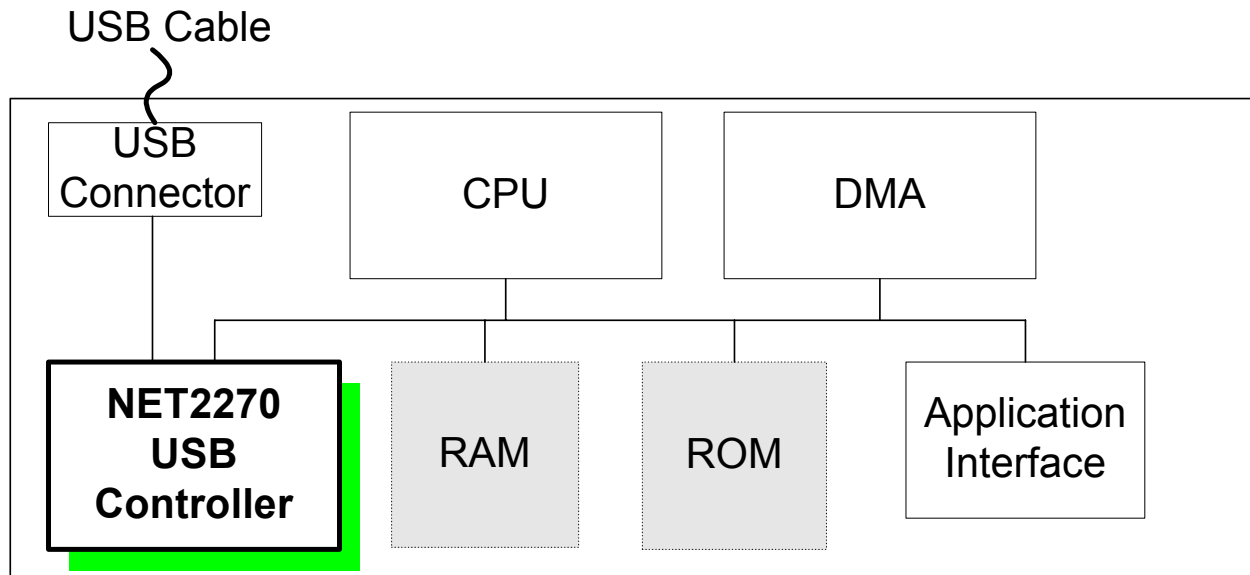 USB Cable
USB
Connector
CPU
DMA
NET2270
USB
Controller
RAM
ROM
Application
Interface